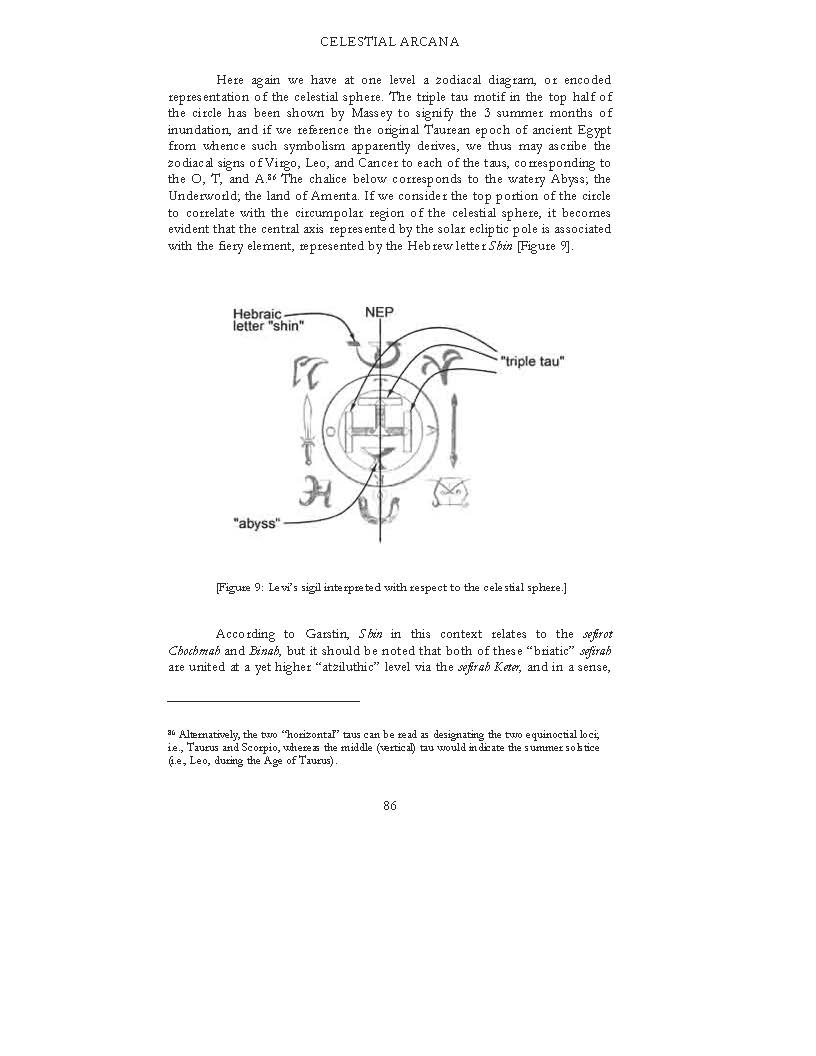 CELESTIAL ARCANA
Here again we have at one level a zodiacal diagram, or encoded
representation of the celestial sphere. The triple tau motif in the top half of
the circle has been shown by Massey to signify the 3 summer months of
inundation, and if we reference the original Taurean epoch of ancient Egypt
from whence such symbolism apparently derives, we thus may ascribe the
zodiacal signs of Virgo, Leo, and Cancer to each of the taus, corresponding to
the O, T, and A.86 The chalice below corresponds to the watery Abyss; the
Underworld; the land of Amenta. If we consider the top portion of the circle
to correlate with the circumpolar region of the celestial sphere, it becomes
evident that the central axis represented by the solar ecliptic pole is associated
with the fiery element, represented by the Hebrew letter Shin [Figure 9].
Hebraic
letter "shin"
NEP
"triple tau"
T
O
A
"abyss"
[Figure 9: Levi's sigil interpreted with respect to the celestial sphere.]
According to Garstin, Shin in this context relates to the sefirot
Chochmah and Binah, but it should be noted that both of these "briatic" sefirah
are united at a yet higher "atziluthic" level via the sefirah Keter, and in a sense,
86 Alternatively, the two "horizontal" taus can be read as designating the two equinoctial loci;
i.e., Taurus and Scorpio, whereas the middle (vertical) tau would indicate the summer solstice
(i.e., Leo, during the Age of Taurus).
86